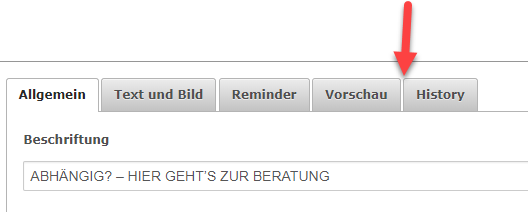 Allgemein Text und Bild Reminder Vorschau History
Beschriftung
ABHÄNGIG? – HIER GEHT'S ZUR BERATUNG